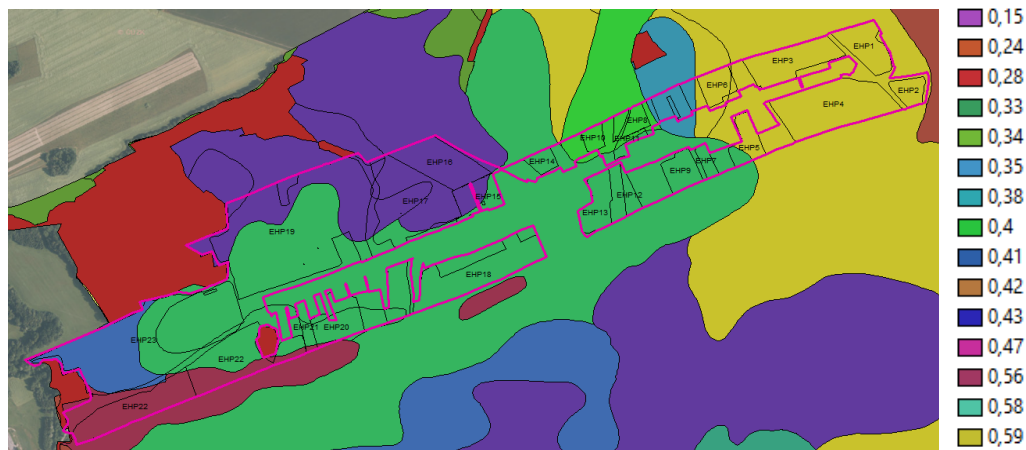 EHP1
EHP2
EHP3
EHP4
EHP5
EHP6
EHP7
EHP8
EHP9
EHP10
EHP11
EHP12
EHP13
EHP14
EHP15
EHP16
EHP17
EHP18
EHP19
EHP20
EHP21
EHP22
EHP22
EHP23
0,15
0,24
0,28
0,33
0,34
0,35
0,38
0,4
0,41
0,42
0,43
0,47
0,56
0,58
0,59